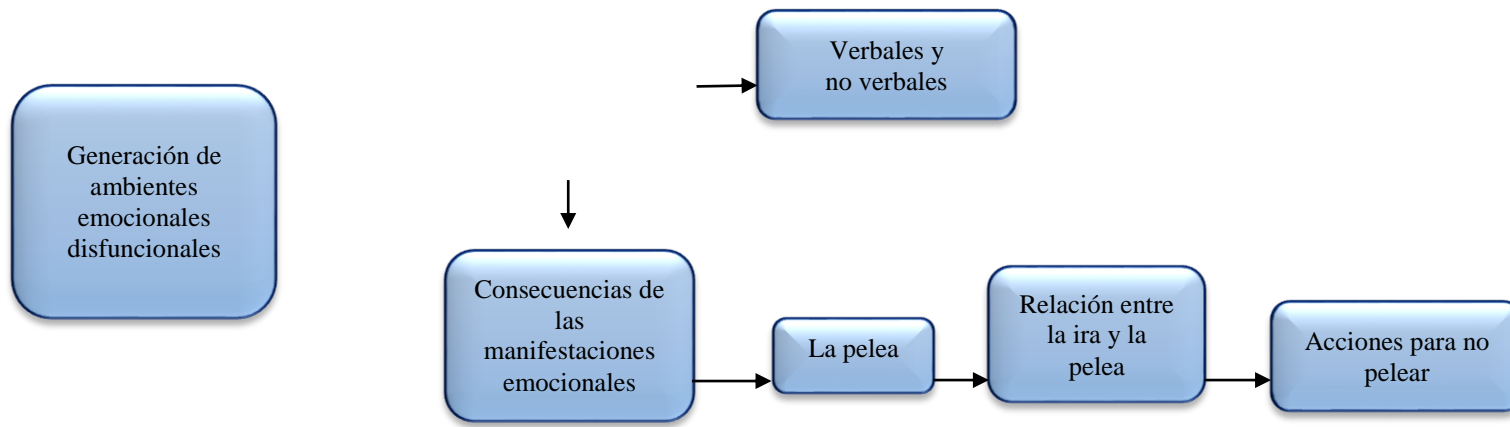 Verbales y
no verbales
Generación de
ambientes
emocionales
disfuncionales
Consecuencias de
las
manifestaciones
emocionales
La pelea
Relación entre
la ira y la
pelea
Acciones para no
pelear